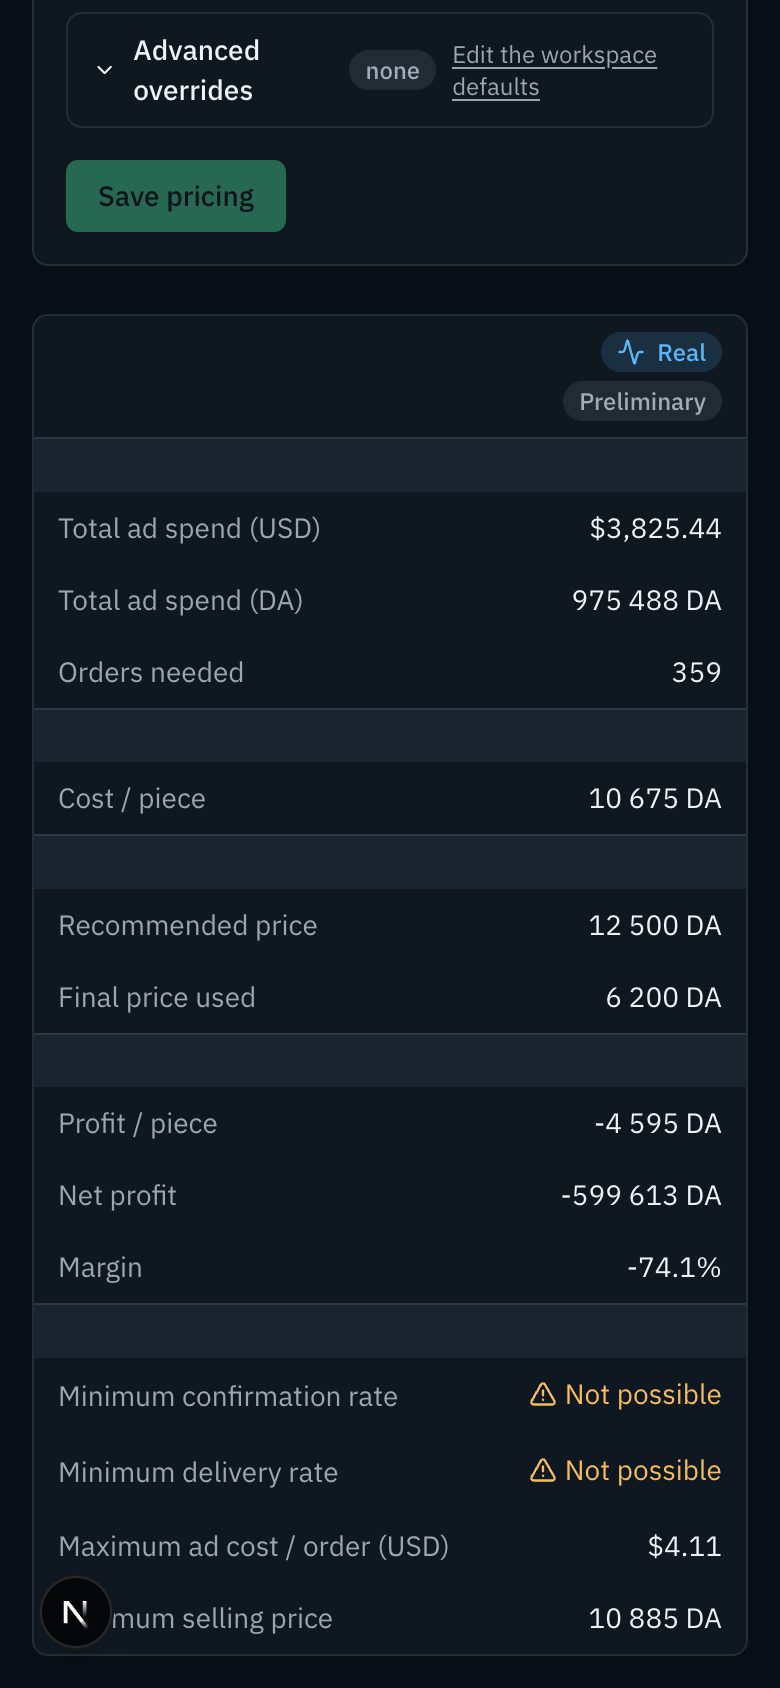 Advanced
overrides
none
Edit the workspace
defaults
Save pricing
Real
Preliminary
Total ad spend (USD) $3,825.44
Total ad spend (DA) 975 488 DA
Orders needed 359
Cost / piece 10 675 DA
Recommended price 12 500 DA
Final price used 6 200 DA
Profit / piece -4 595 DA
Net profit -599 613 DA
Margin -74.1%
Minimum confirmation rate Not possible
Minimum delivery rate Not possible
Maximum ad cost / order (USD) $4.11
mum selling price 10 885 DA
N